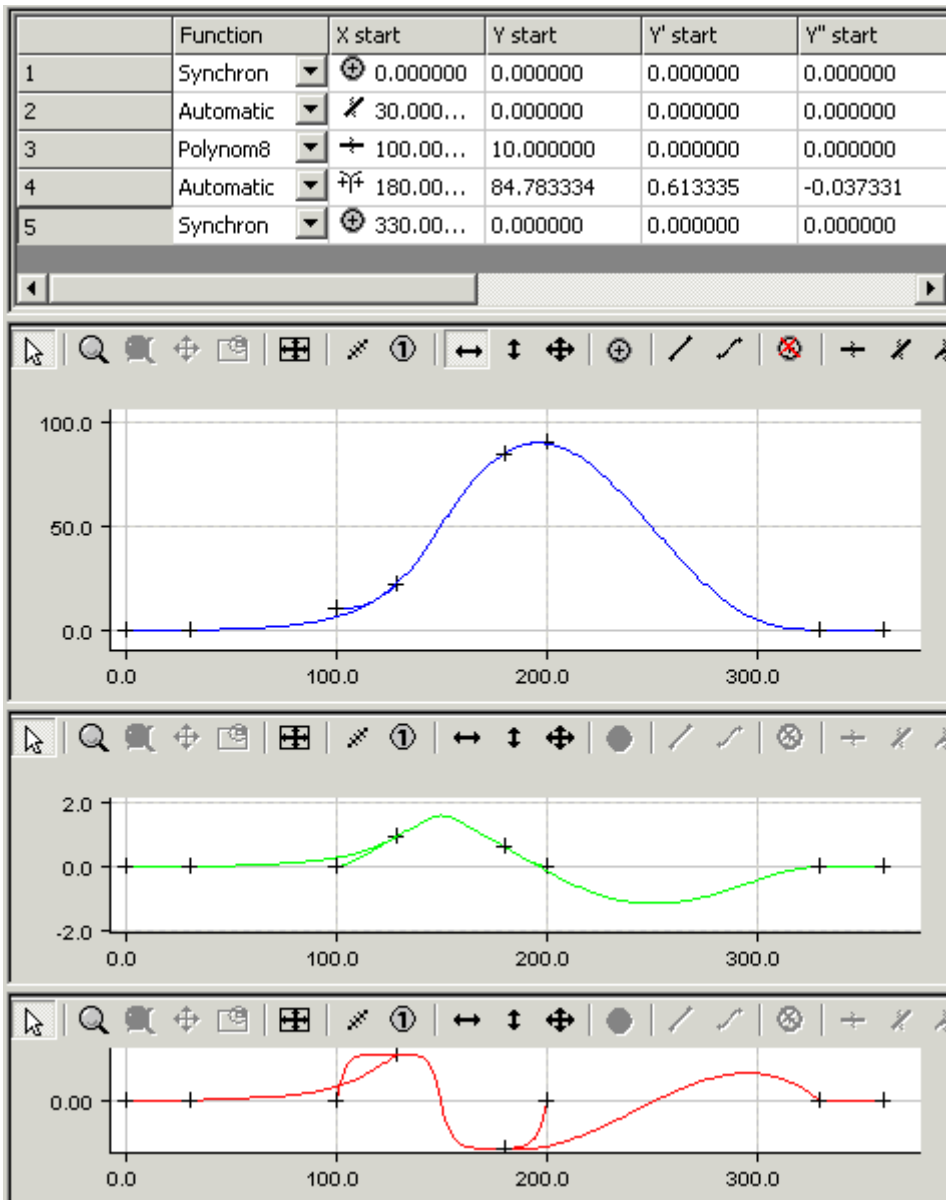 Function X start Y start Y' start Y" start
1 Synchron 0.000000 0.000000 0.000000 0.000000
2 Automatic 30.000... 0.000000 0.000000 0.000000
3 Polynom8 100.00... 10.000000 0.000000 0.000000
4 Automatic 180.00... 84.783334 0.613335 -0.037331
5 Synchron 330.00... 0.000000 0.000000 0.000000
1
100.0
50.0
0.0
0.0 100.0 200.0 300.0
1
2.0
0.0
-2.0
0.0 100.0 200.0 300.0
1
0.00
0.0 100.0 200.0 300.0